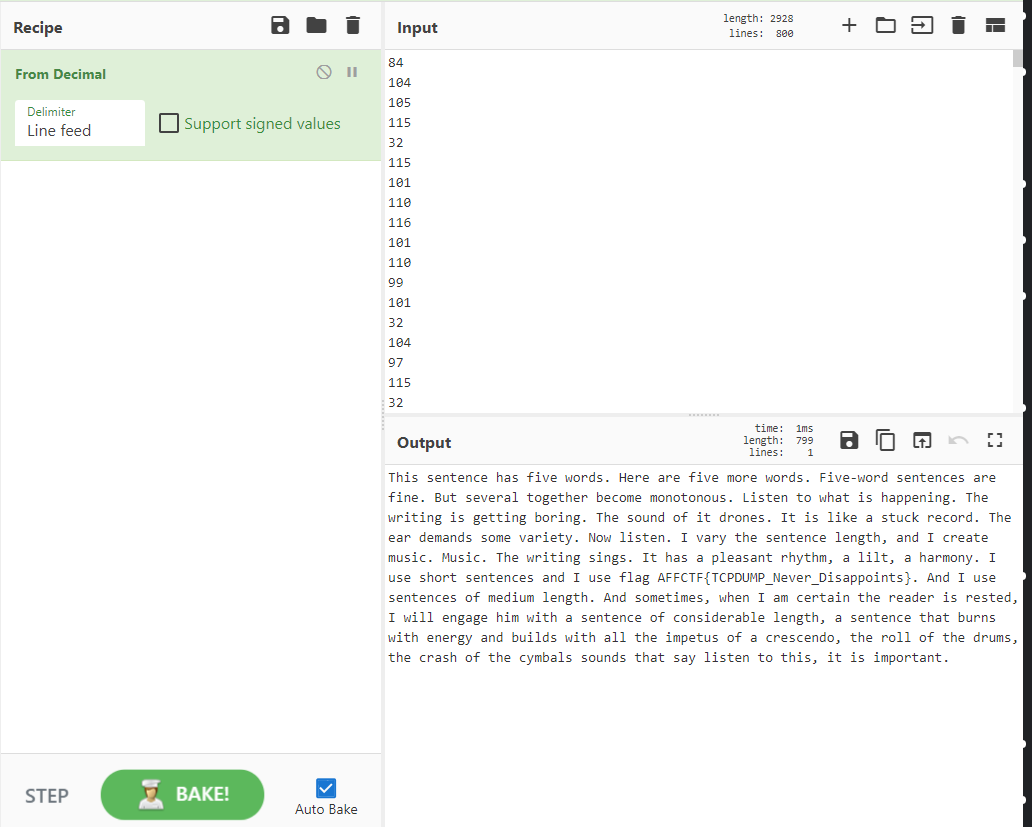 Recipe
From Decimal
Delimiter
Line feed
Support signed values
STEP
BAKE!
Auto Bake
Input
length: 2928
lines: 800
84
104
105
115
32
115
101
110
116
101
110
99
101
32
104
97
115
32
Output
time: 1ms
length: 799
lines: 1
This sentence has five words. Here are five more words. Five-word sentences are
fine. But several together become monotonous. Listen to what is happening. The
writing is getting boring. The sound of it drones. It is like a stuck record. The
ear demands some variety. Now listen. I vary the sentence length, and I create
music. Music. The writing sings. It has a pleasant rhythm, a lilt, a harmony. I
use short sentences and I use flag AFFCTF{TCPDUMP_Never_Disappoints}. And I use
sentences of medium length. And sometimes, when I am certain the reader is rested,
I will engage him with a sentence of considerable length, a sentence that burns
with energy and builds with all the impetus of a crescendo, the roll of the drums,
the crash of the cymbals sounds that say listen to this, it is important.